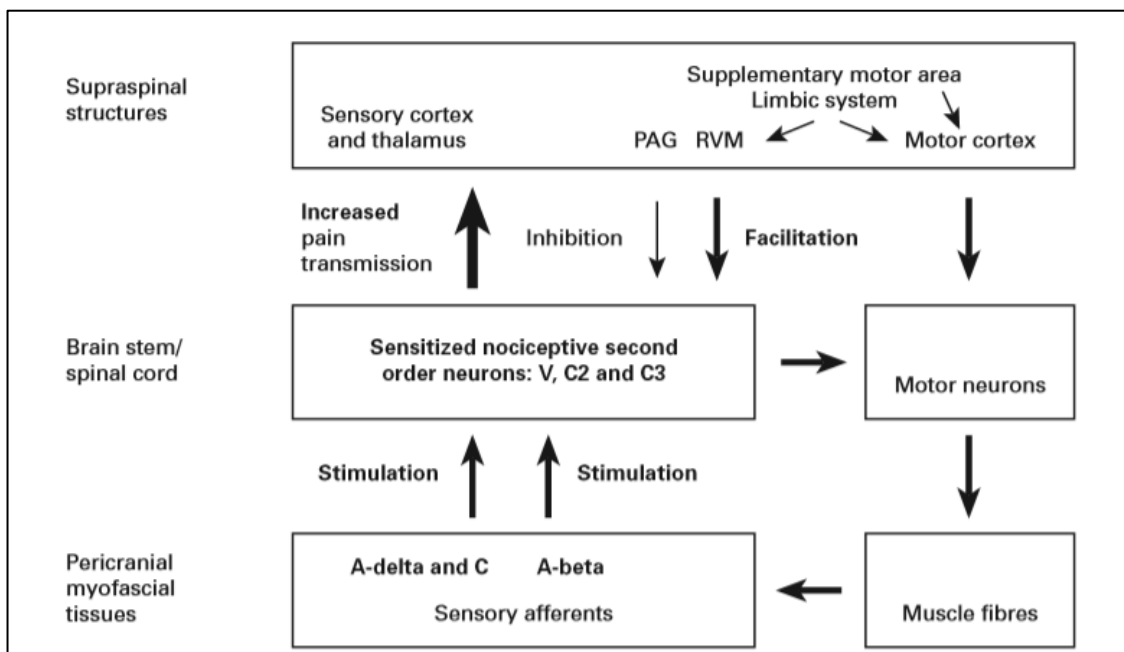 Supraspinal
structures
Supplementary motor area
Limbic system
Sensory cortex
and thalamus
PAG RVM
Motor cortex
Increased
pain
transmission
Inhibition
Facilitation
Brain stem/
spinal cord
Sensitized nociceptive second
order neurons: V, C2 and C3
Motor neurons
Stimulation
Stimulation
Pericranial
myofascial
tissues
A-delta and C
A-beta
Sensory afferents
Muscle fibres